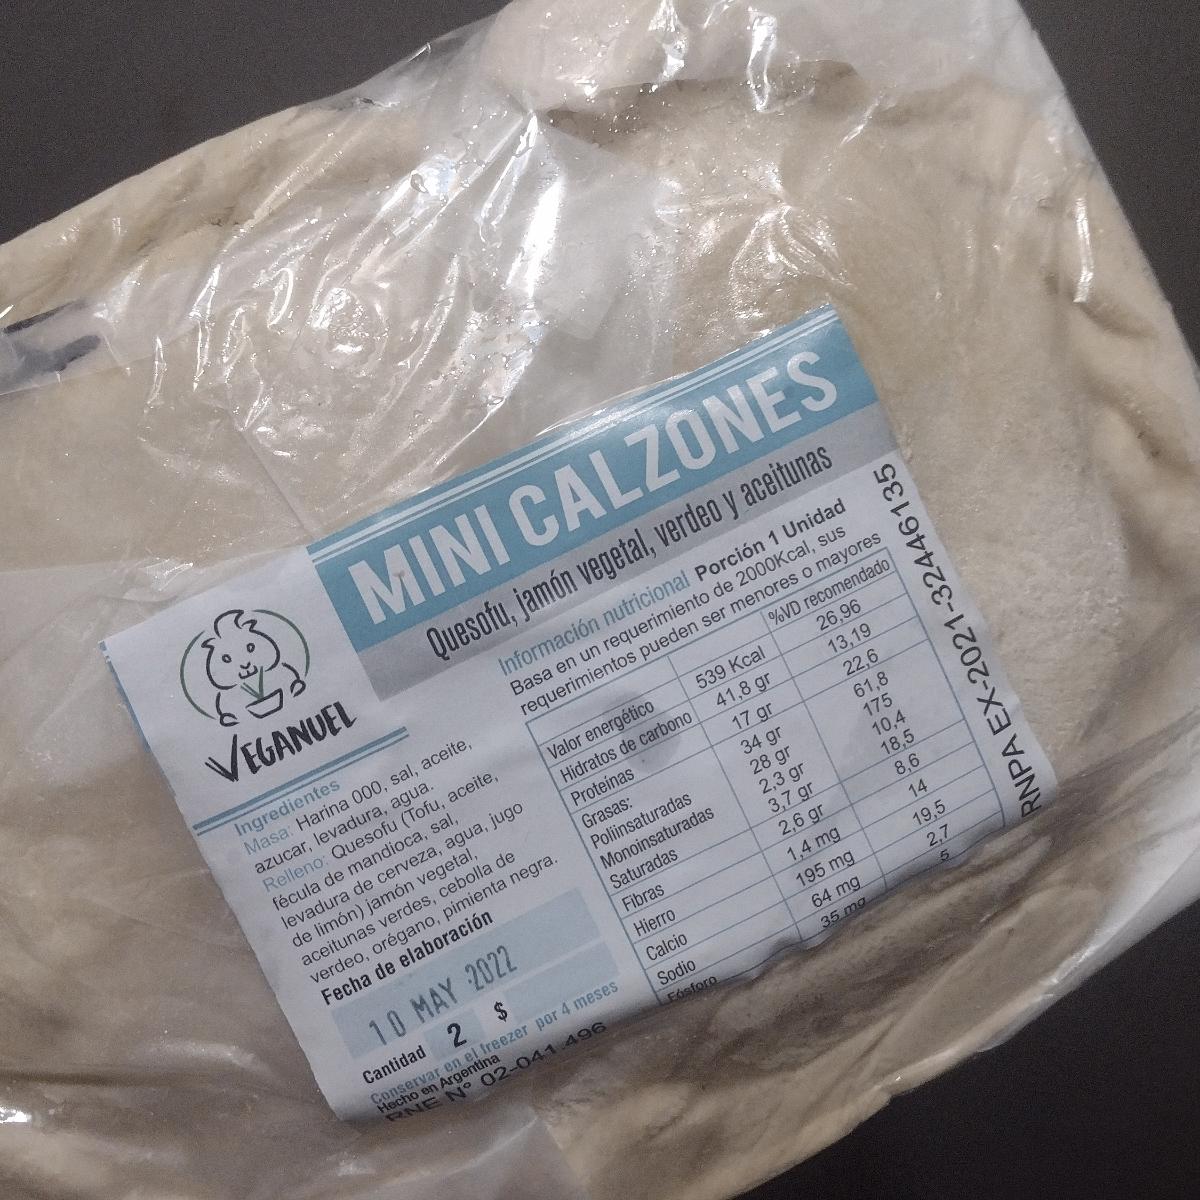 MINI CALZONES
Quesofu, jamón vegetal, verdeo y aceitunas
VEGANUEL
Ingredientes
Masa: Harina 000, sal, aceite,
azucar, levadura, agua.
Relleno: Quesofu (Tofu, aceite,
fécula de mandioca, sal,
levadura de cerveza, agua, jugo
de limón) jamón vegetal,
aceitunas verdes, cebolla de
verdeo, orégano, pimienta negra.
Fecha de elaboración
10 MAY 2022
Cantidad 2 $
Conservar en el freezer por 4 meses
Hecho en Argentina
RNE N° 02-041.496
Información nutricional Porción 1 Unidad
Basa en un requerimiento de 2000Kcal, sus
requerimientos pueden ser menores o mayores
%VD recomendado
Valor energético 539 Kcal 26,96
Hidratos de carbono 41,8 gr 13,19
Proteinas 17 gr 22,6
Grasas: 34 gr 61,8
Poliinsaturadas 28 gr 175
Monoinsaturadas 2,3 gr 10,4
Saturadas 3,7 gr 18,5
Fibras 2,6 gr 8,6
Hierro 1,4 mg 14
Calcio 195 mg 19,5
Sodio 64 mg 2,7
Fósforo 35 mg 5
RNPA EX-2021-32446135